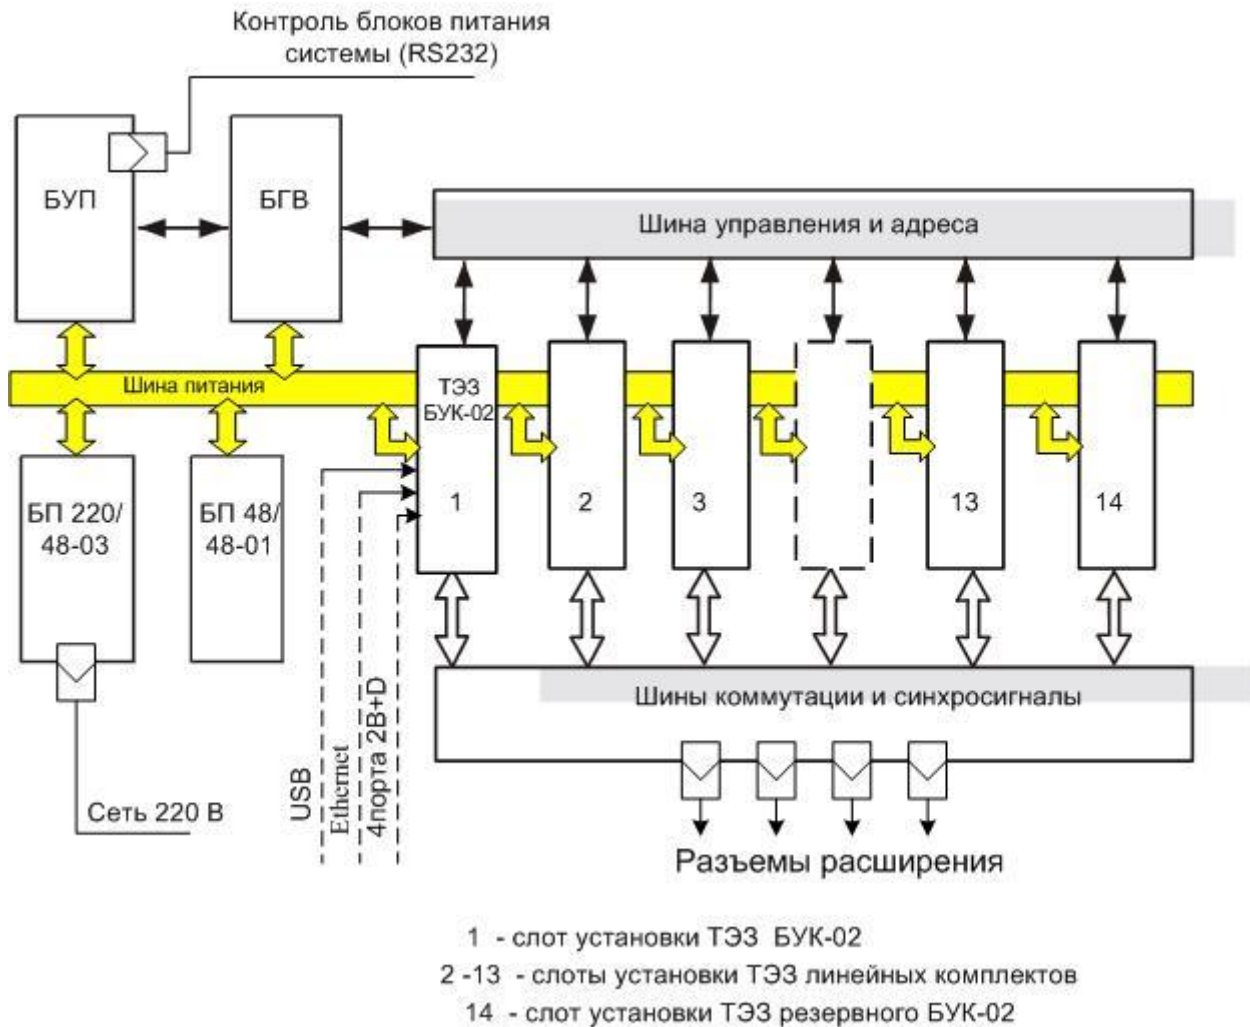 Контроль блоков питания
системы (RS232)
БУП
БГВ
Шина управления и адреса
Шина питания
ТЭЗ
БУК-02
БП 220/
48-03
БП 48/
48-01
1
2
3
13
14
Шины коммутации и синхросигналы
USB
Ethernet
4порта 2B+D
Сеть 220 В
Разъемы расширения
1 - слот установки ТЭЗ БУК-02
2 -13 - слоты установки ТЭЗ линейных комплектов
14 - слот установки ТЭЗ резервного БУК-02